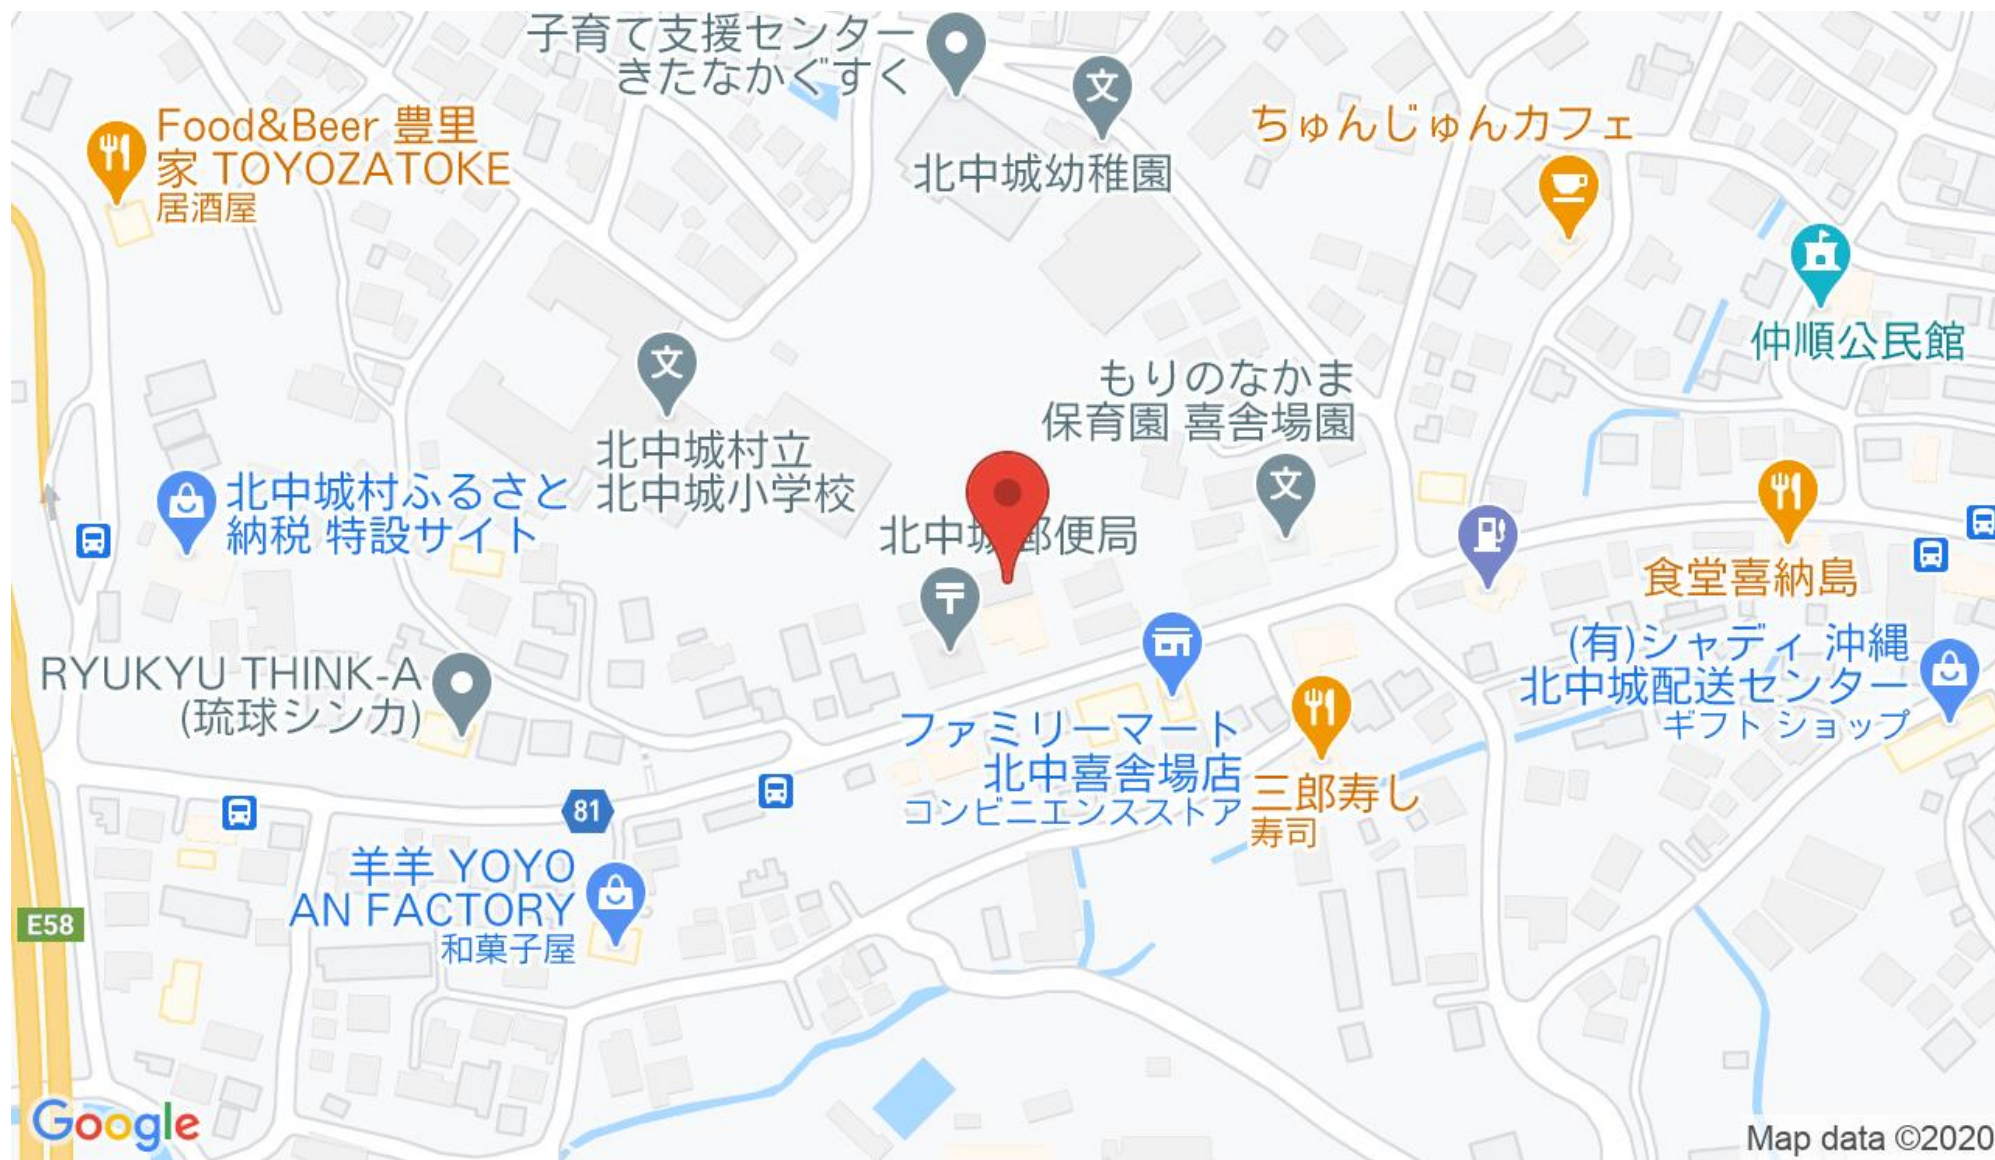 子育て支援センター
きたなかぐすく
文
北中城幼稚園
Food&Beer 豊里
家 TOYOZATOKE
居酒屋
ちゅんじゅんカフェ
仲順公民館
文
北中城村立
北中城小学校
もりのなかま
保育園 喜舎場園
文
北中城村ふるさと
納税 特設サイト
北中城郵便局
〒
食堂喜納島
RYUKYU THINK-A
(琉球シンカ)
(有)シャディ 沖縄
北中城配送センター
ギフト ショップ
ファミリーマート
北中喜舎場店
コンビニエンスストア
三郎寿し
寿司
81
羊羊 YOYO
AN FACTORY
和菓子屋
E58
Google
Map data ©2020